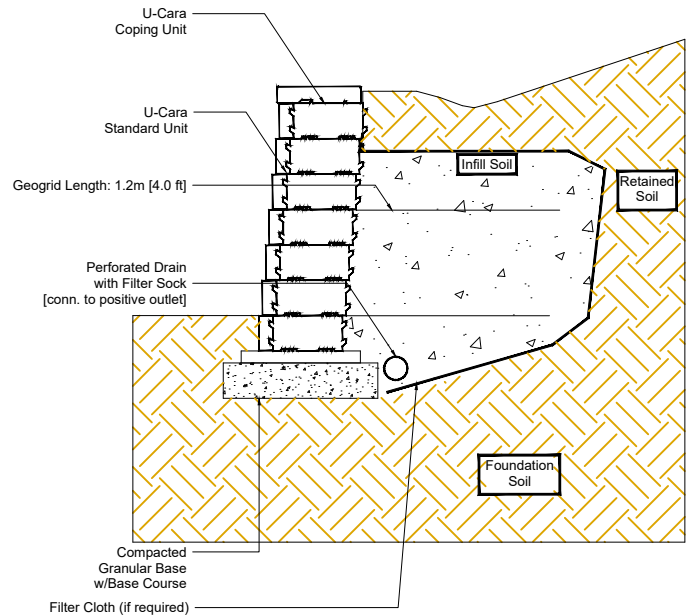 U-Cara
Coping Unit
U-Cara
Standard Unit
Infill Soil
Geogrid Length: 1.2m [4.0 ft]
Retained
Soil
Perforated Drain
with Filter Sock
[conn. to positive outlet]
Foundation
Soil
Compacted
Granular Base
w/Base Course
Filter Cloth (if required)